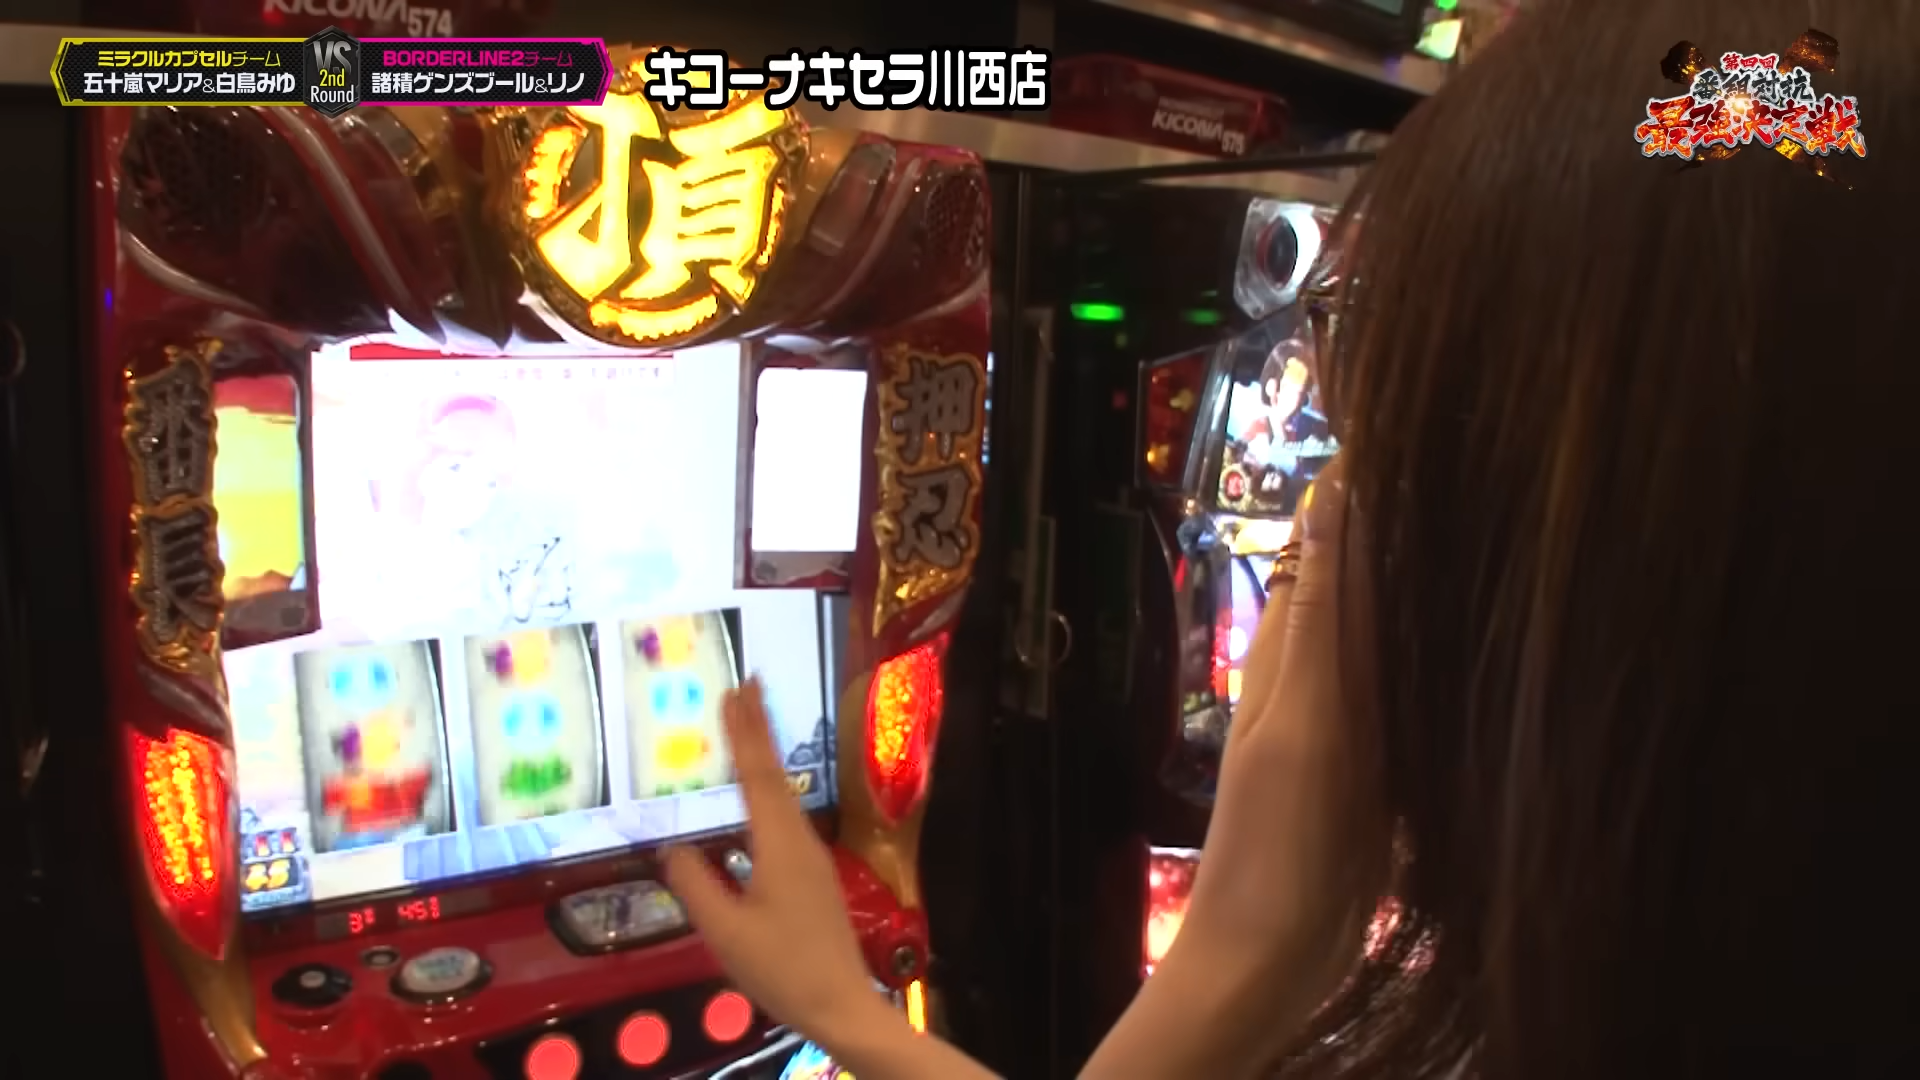 KICONA 574
ミラクルカプセルチーム
五十嵐マリア&白鳥みゆ
VS
2nd
Round
BORDERLINE2チーム
諸積ゲンズブール&リノ
キコーナキセラ川西店
第四回
番組対抗
最強決定戦
KICONA 575
頂
番長
押忍
45
3
451